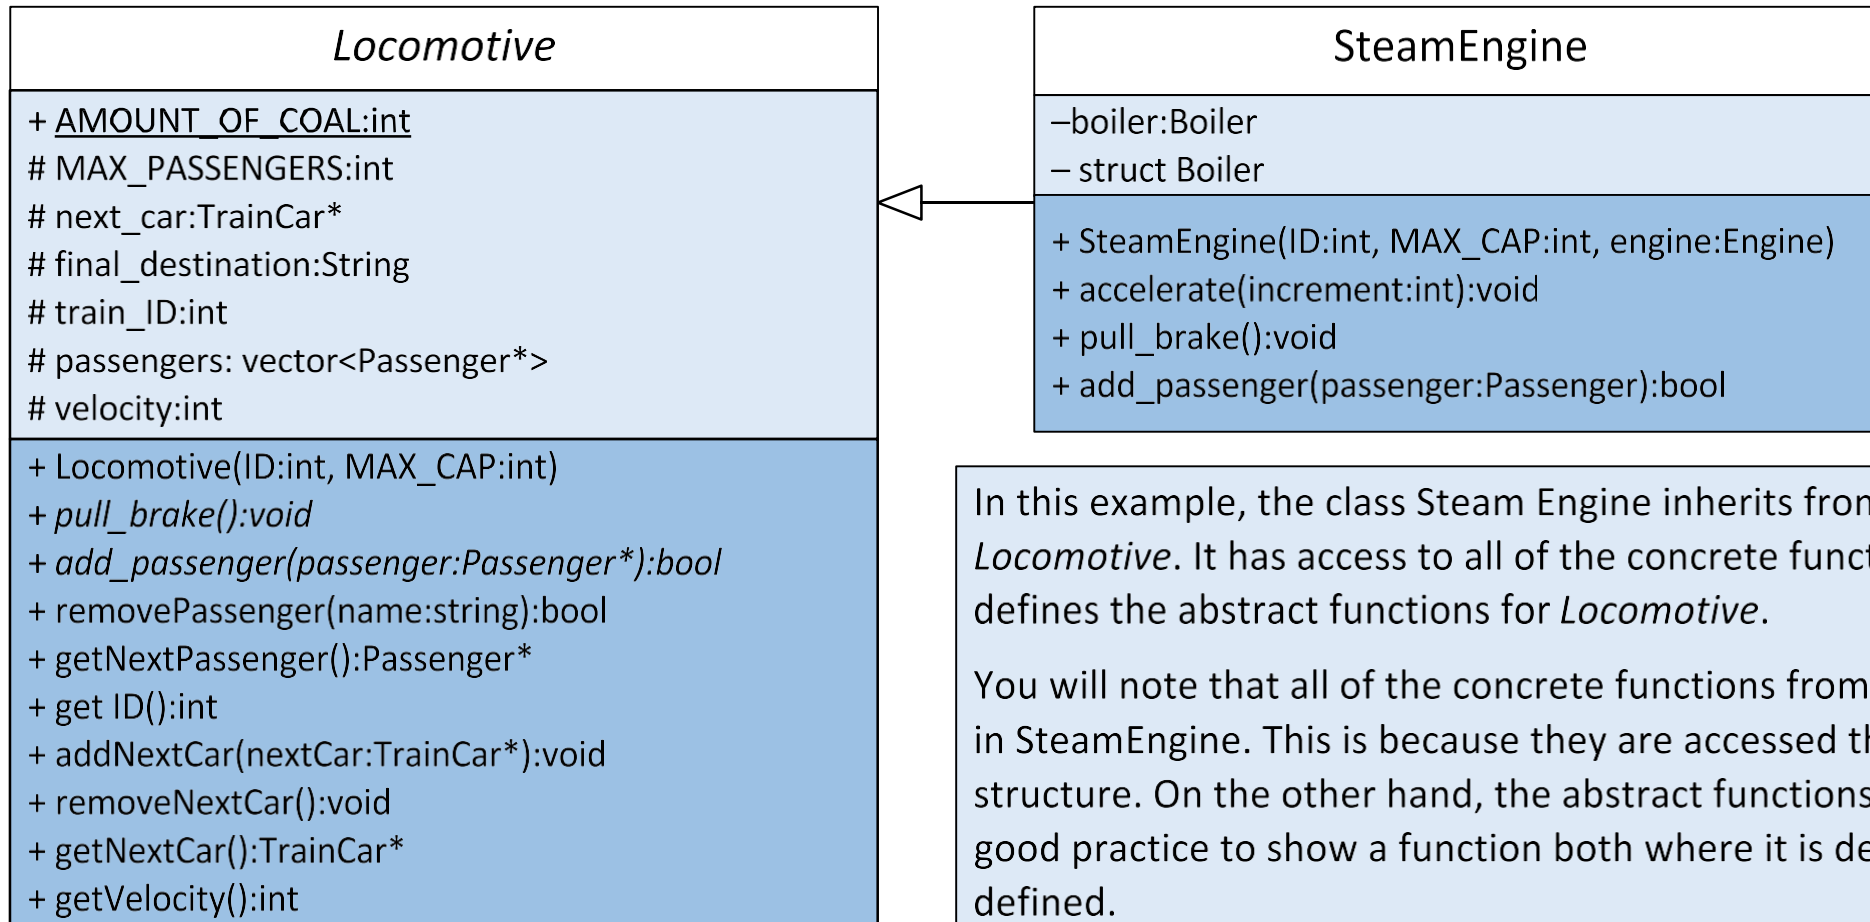 Locomotive
+ AMOUNT_OF_COAL:int
# MAX_PASSENGERS:int
# next_car:TrainCar*
# final_destination:String
# train_ID:int
# passengers: vector<Passenger*>
# velocity:int
+ Locomotive(ID:int, MAX_CAP:int)
+ pull_brake():void
+ add_passenger(passenger:Passenger*):bool
+ removePassenger(name:string):bool
+ getNextPassenger():Passenger*
+ get ID():int
+ addNextCar(nextCar:TrainCar*):void
+ removeNextCar():void
+ getNextCar():TrainCar*
+ getVelocity():int
SteamEngine
–boiler:Boiler
– struct Boiler
+ SteamEngine(ID:int, MAX_CAP:int, engine:Engine)
+ accelerate(increment:int):void
+ pull_brake():void
+ add_passenger(passenger:Passenger):bool
In this example, the class Steam Engine inherits from
Locomotive. It has access to all of the concrete
defines the abstract functions for Locomotive.
You will note that all of the concrete functions from
in SteamEngine. This is because they are accessed
structure. On the other hand, the abstract functions
good practice to show a function both where it is
defined.